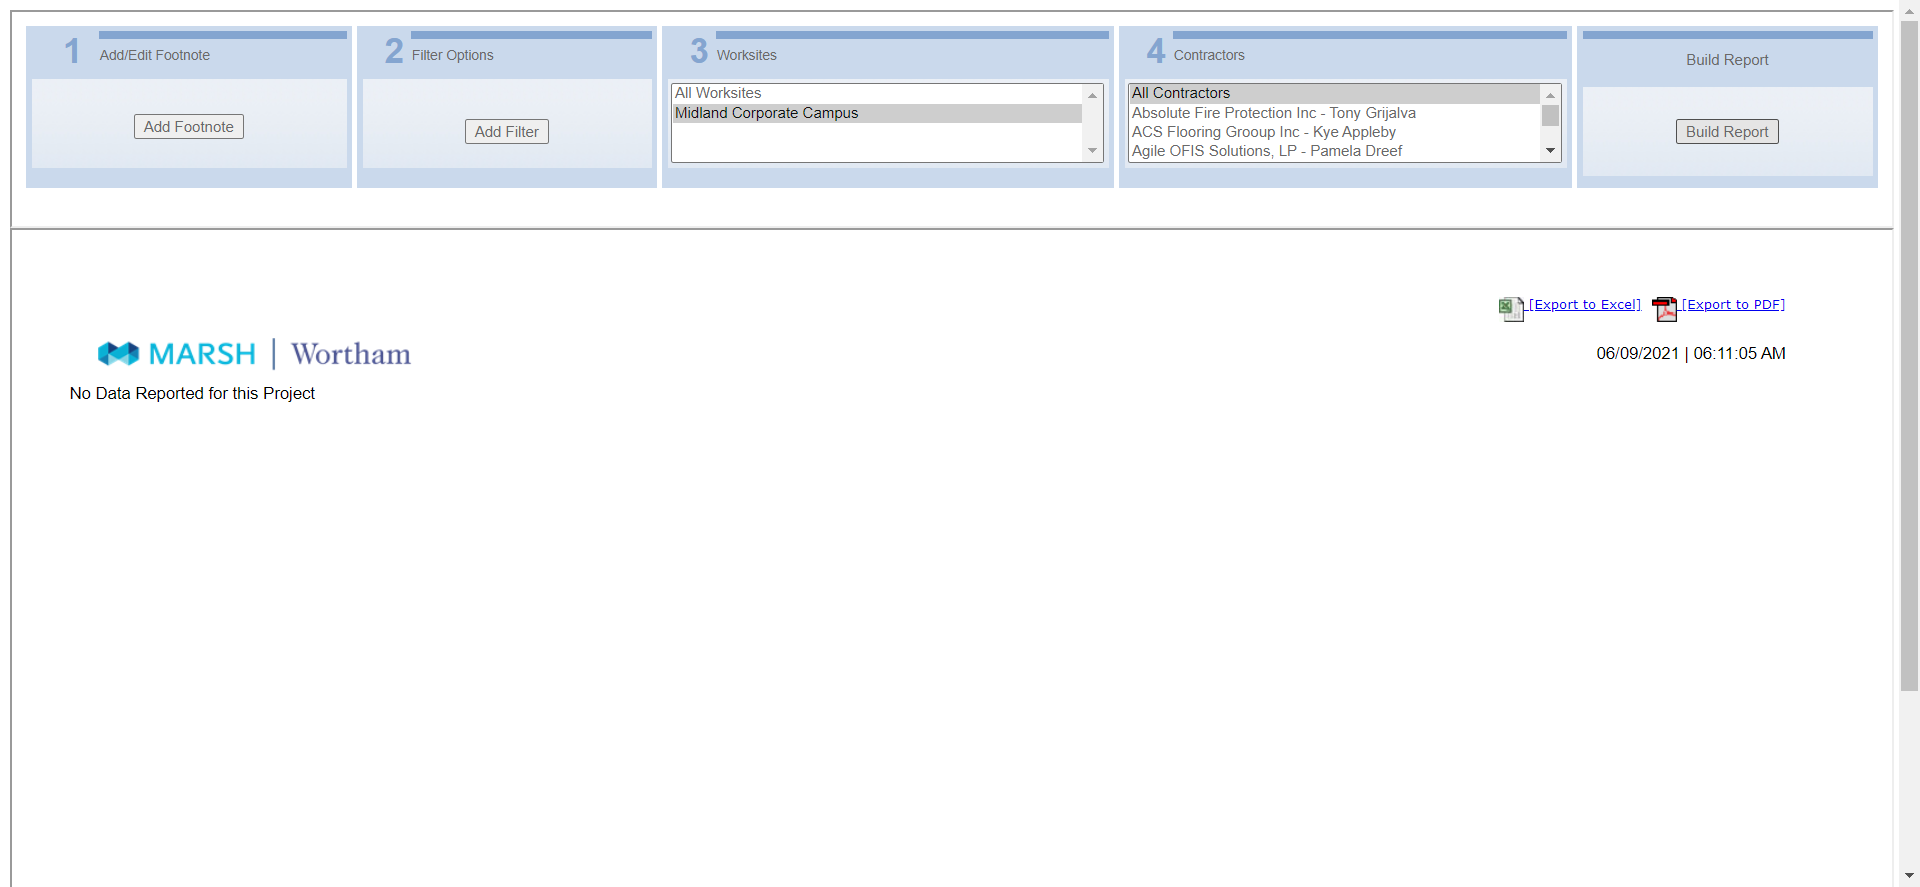 1 Add/Edit Footnote
Add Footnote
2 Filter Options
Add Filter
3 Worksites
All Worksites
Midland Corporate Campus
4 Contractors
All Contractors
Absolute Fire Protection Inc - Tony Grijalva
ACS Flooring Grooup Inc - Kye Appleby
Agile OFIS Solutions, LP - Pamela Dreef
Build Report
Build Report
[Export to Excel] [Export to PDF]
MARSH | Wortham
06/09/2021 | 06:11:05 AM
No Data Reported for this Project